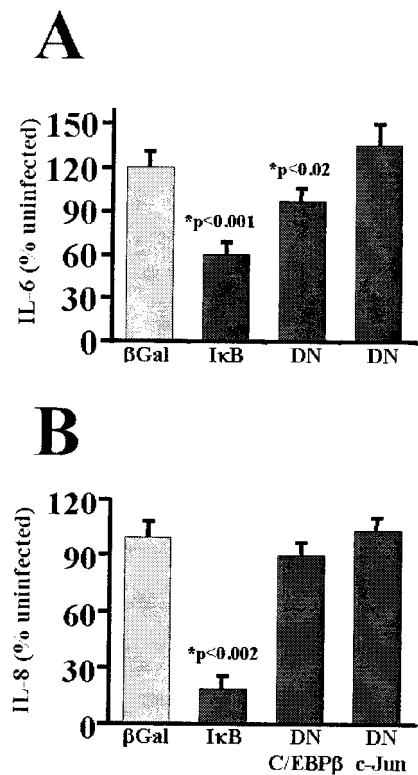 A
IL-6 (% uninfected)
150
120
90
60
30
0
*p<0.001
*p<0.02
βGal IκB DN DN
B
IL-8 (% uninfected)
120
90
60
30
0
*p<0.002
βGal IκB DN DN
C/EBPβ c-Jun